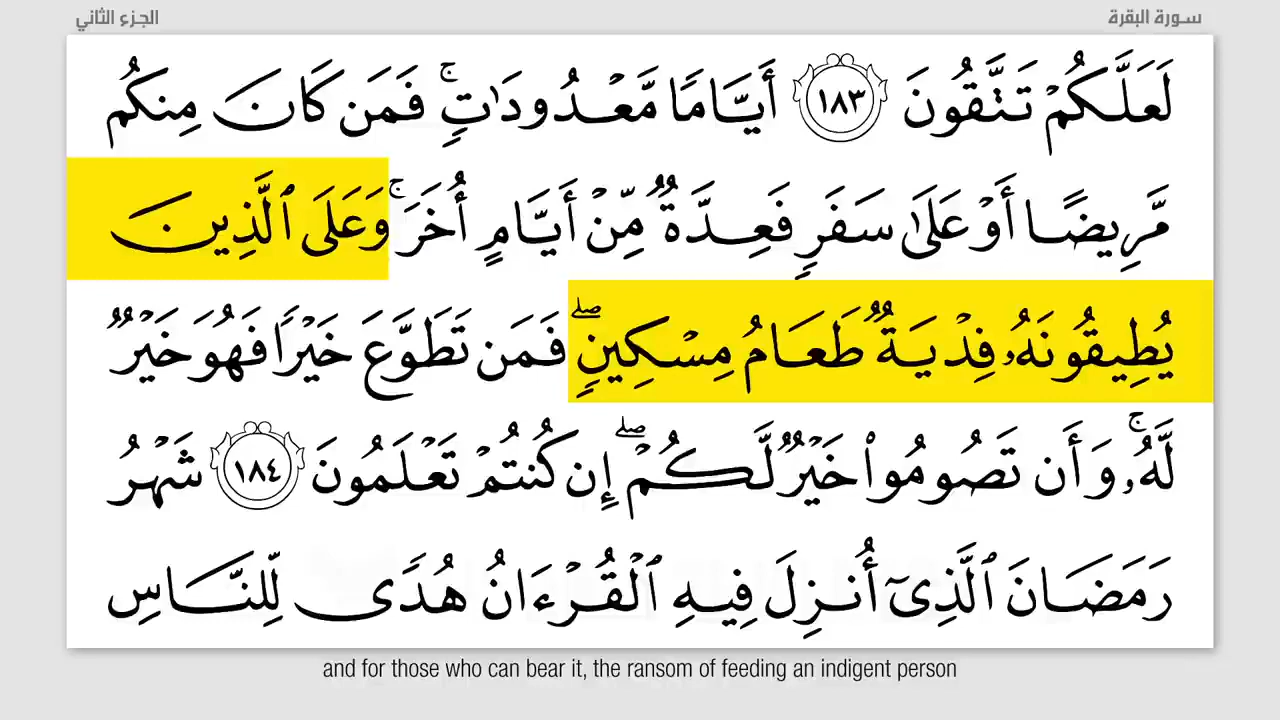 سورة البقرة
الجزء الثاني
لَعَلَّكُمْ تَتَّقُونَ ١٨٣ أَيَّامًا مَّعْدُودَٰتٍ ۚ فَمَن كَانَ مِنكُم
مَّرِيضًا أَوْ عَلَىٰ سَفَرٍ فَعِدَّةٌ مِّنْ أَيَّامٍ أُخَرَ ۚ وَعَلَى ٱلَّذِينَ
يُطِيقُونَهُۥ فِدْيَةٌ طَعَامُ مِسْكِينٍ ۖ فَمَن تَطَوَّعَ خَيْرًا فَهُوَ خَيْرٌ
لَّهُۥ ۚ وَأَن تَصُومُوا۟ خَيْرٌ لَّكُمْ ۖ إِن كُنتُمْ تَعْلَمُونَ ١٨٤ شَهْرُ
رَمَضَانَ ٱلَّذِىٓ أُنزِلَ فِيهِ ٱلْقُرْءَانُ هُدًى لِّلنَّاسِ
and for those who can bear it, the ransom of feeding an indigent person